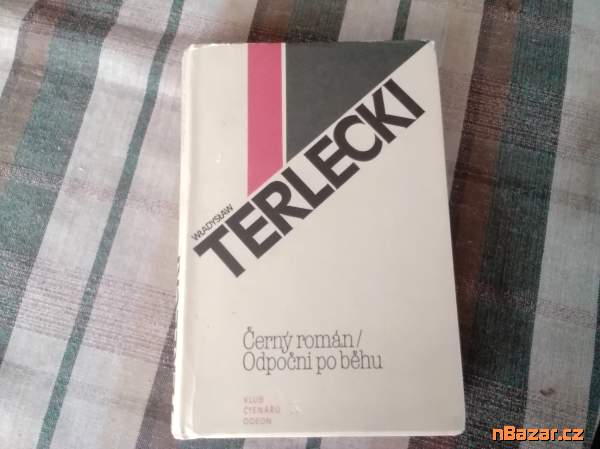 WŁADYSŁAW
TERLECKI
Černý román/
Odpočni po běhu
KLUB
ČTENÁŘŮ
ODEON
nBazar.cz